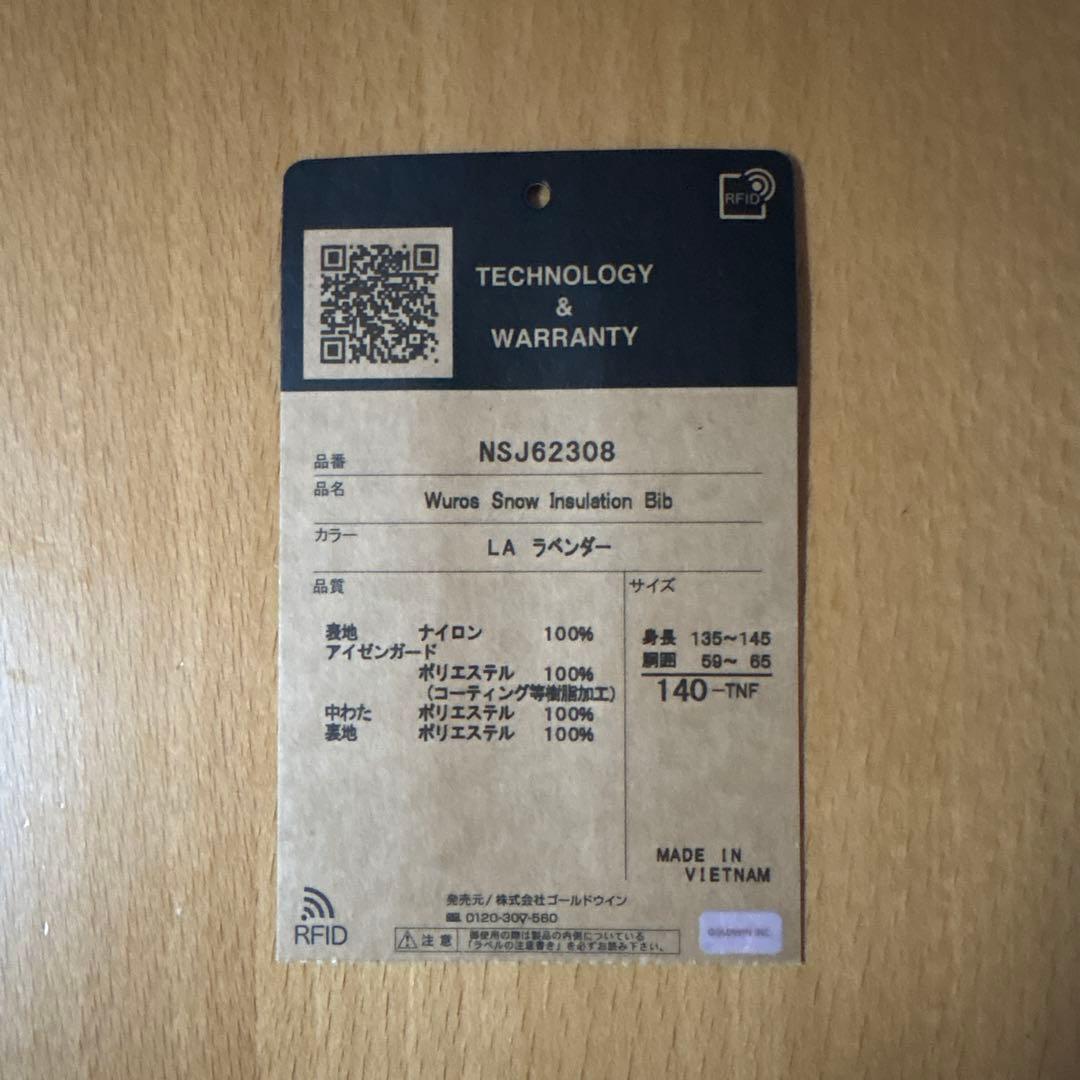 RFID
TECHNOLOGY
&
WARRANTY
品番 NSJ62308
品名 Wuros Snow Insulation Bib
カラー LA ラベンダー
品質
表地 ナイロン 100%
アイゼンガード
ポリエステル 100%
(コーティング等樹脂加工)
中わた ポリエステル 100%
裏地 ポリエステル 100%
サイズ
身長 135~145
胴囲 59~ 65
140-TNF
MADE IN
VIETNAM
RFID
発売元/株式会社ゴールドウイン
0120-307-560
注意 御使用の際は製品の内側についている
「ラベルの注意書き」を必ずお読み下さい。
GOLDWIN INC.